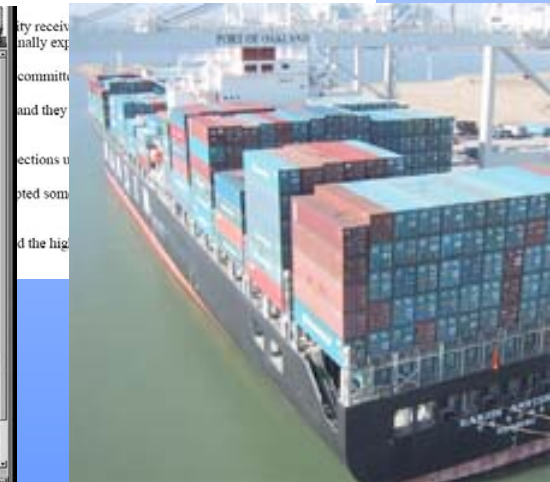 ity receiv
nally exp
committe
and they
ections u
pted som
d the hig
PORT OF OAKLAND